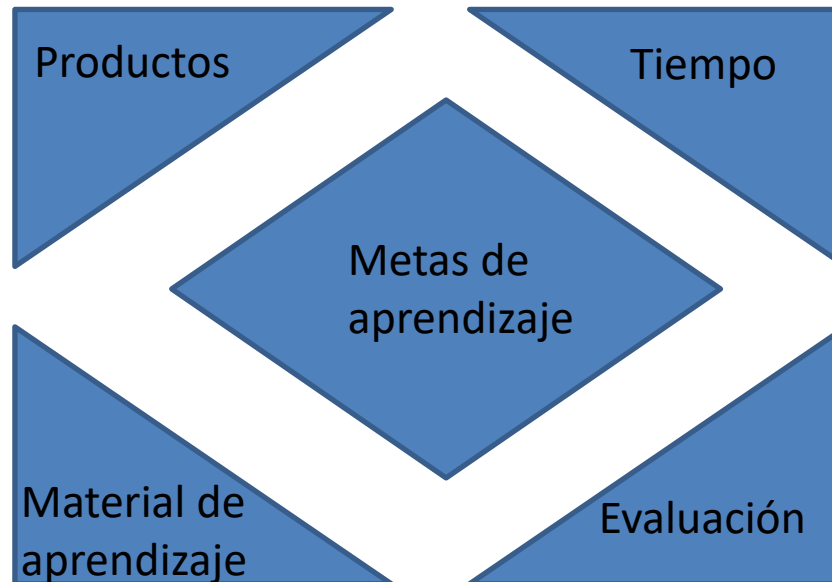 Productos
Tiempo
Metas de
aprendizaje
Material de
aprendizaje
Evaluación